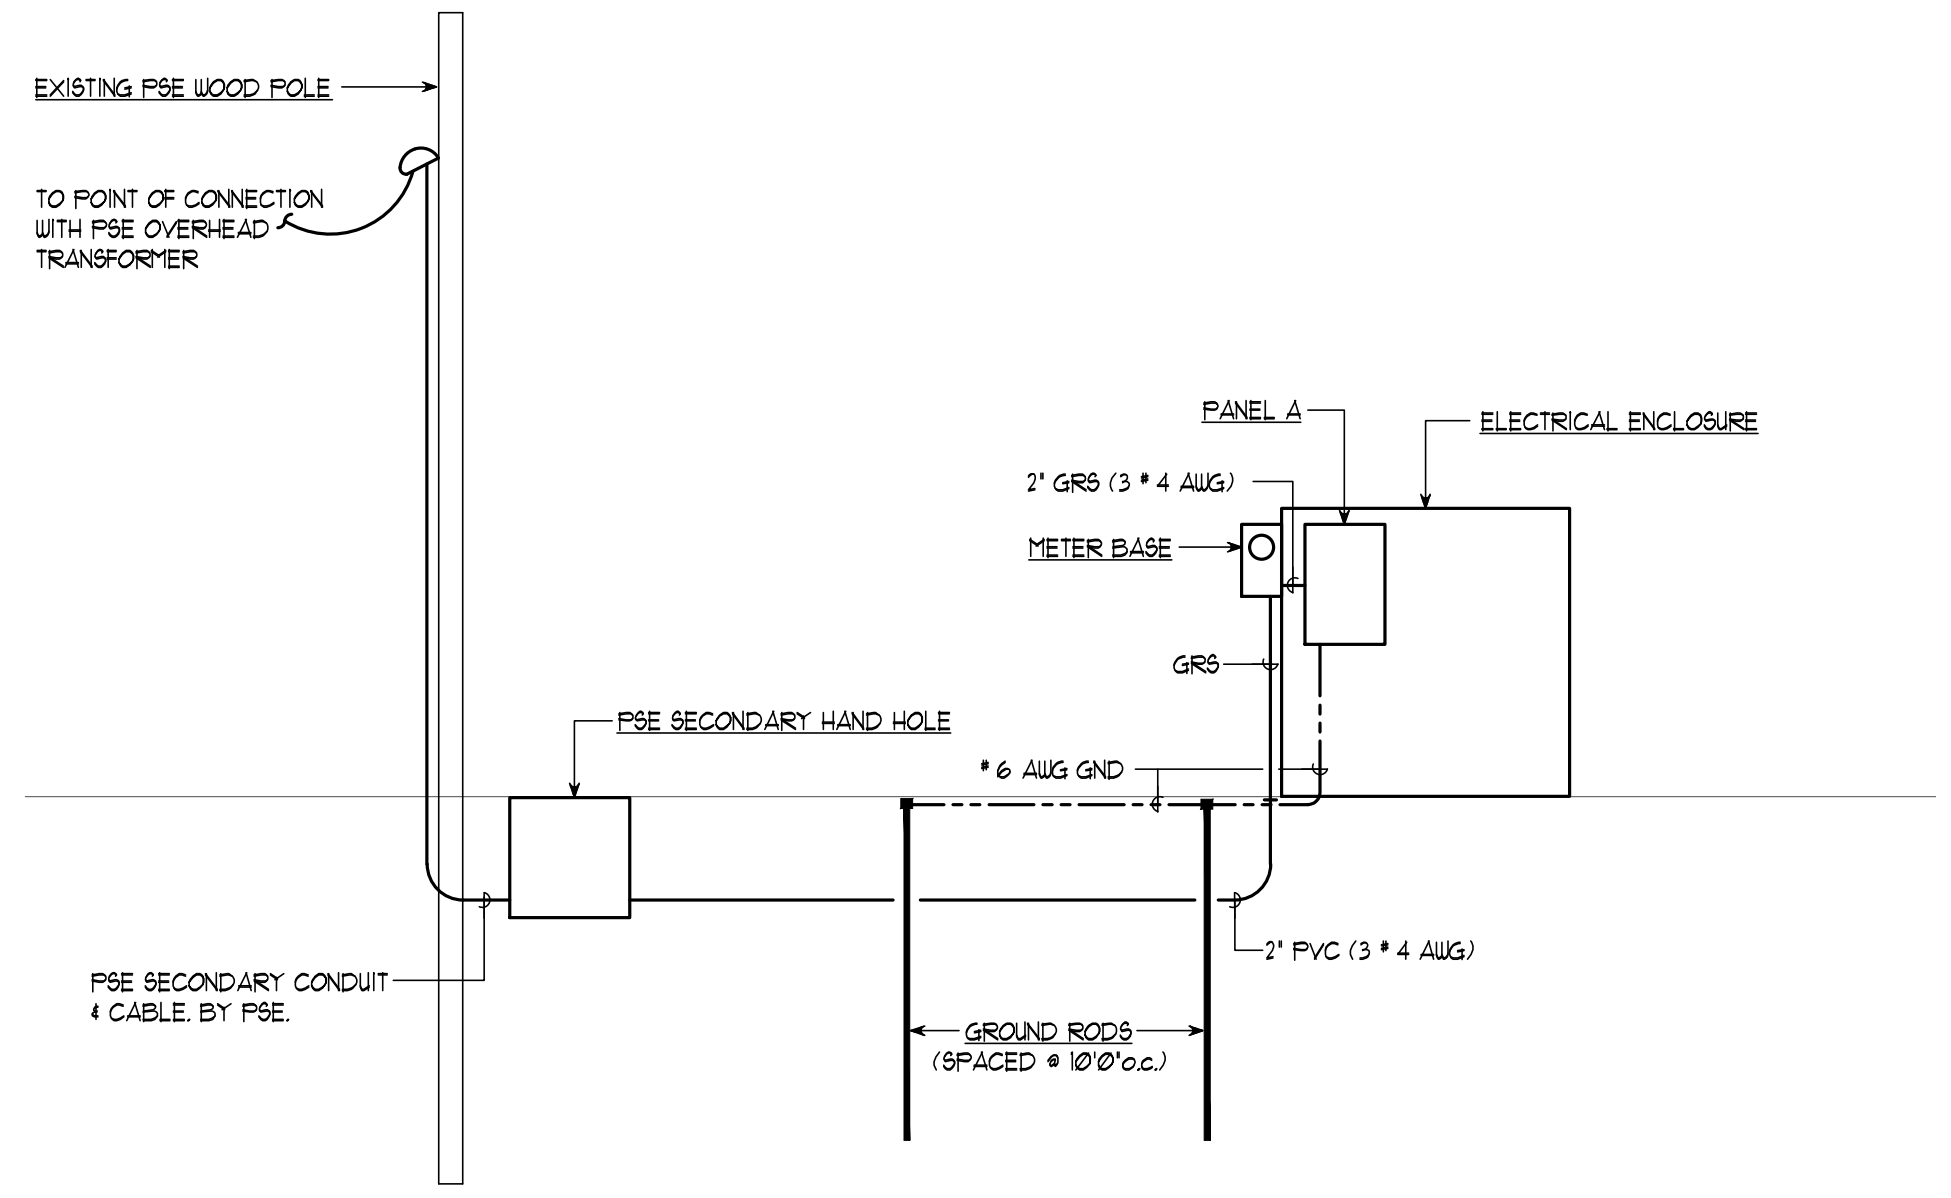 EXISTING PSE WOOD POLE
TO POINT OF CONNECTION
WITH PSE OVERHEAD
TRANSFORMER
PANEL A
ELECTRICAL ENCLOSURE
2" GRS (3 # 4 AWG)
METER BASE
GRS
PSE SECONDARY HAND HOLE
# 6 AWG GND
2" PVC (3 # 4 AWG)
PSE SECONDARY CONDUIT
& CABLE. BY PSE.
GROUND RODS
(SPACED @ 10'0"o.c.)